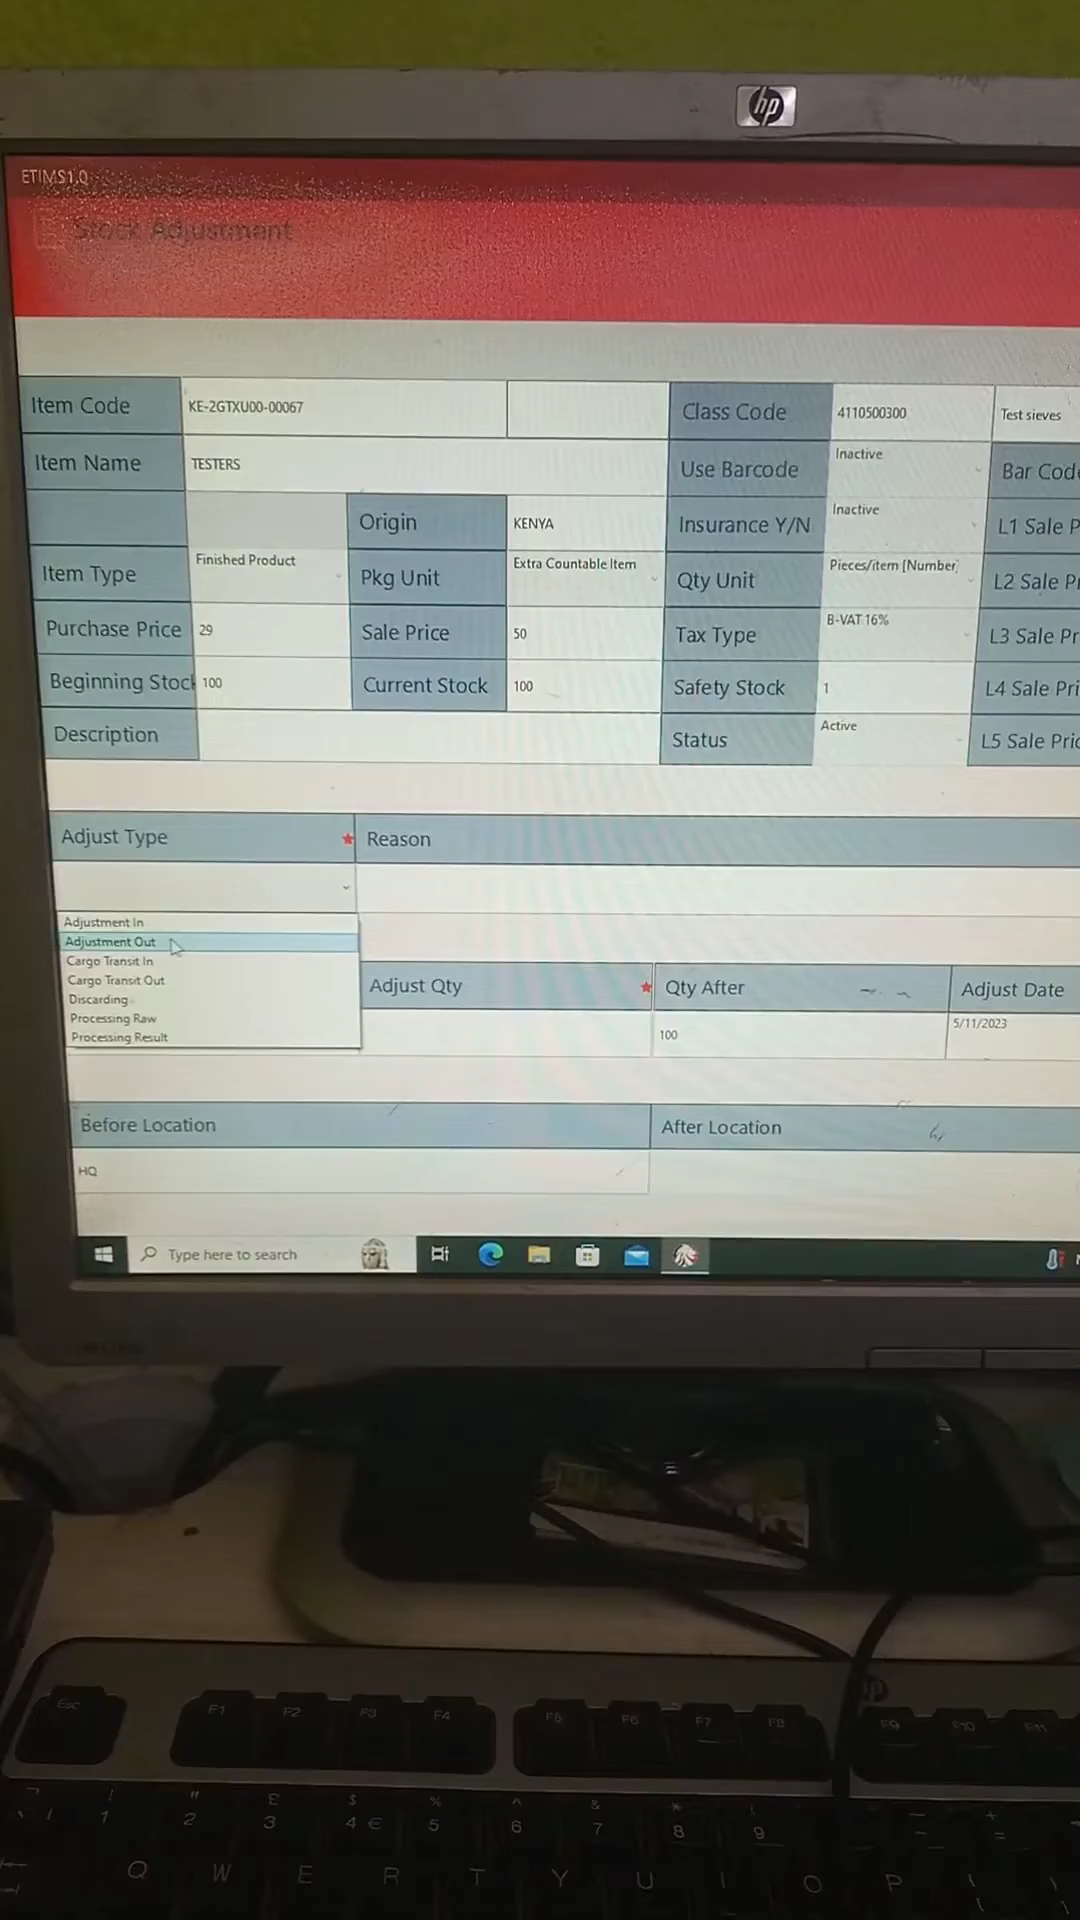 hp
ETIMS1.0
Stock Adjustment
Item Code KE-2GTXU00-00067 Class Code 4110500300 Test sieves
Item Name TESTERS Use Barcode Inactive Bar Code
Origin KENYA Insurance Y/N Inactive L1 Sale P
Item Type Finished Product Pkg Unit Extra Countable Item Qty Unit Pieces/item [Number] L2 Sale Pr
Purchase Price 29 Sale Price 50 Tax Type B-VAT 16% L3 Sale Pr
Beginning Stock 100 Current Stock 100 Safety Stock 1 L4 Sale Pri
Description Status Active L5 Sale Pric
Adjust Type ★ Reason
Adjustment In
Adjustment Out
Cargo Transit In
Cargo Transit Out
Discarding
Processing Raw
Processing Result
Adjust Qty ★ Qty After Adjust Date
100 5/11/2023
Before Location After Location
HQ
Type here to search
hp
Esc F1 F2 F3 F4 F5 F6 F7 F8 F9 F10 F11
! " £ $ % ^ & * ( _ +
1 2 3 4 € 5 6 7 8 9 - =
Q W E R T Y U I O P